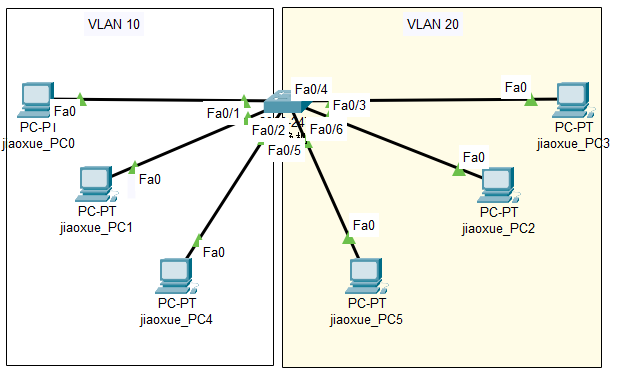 VLAN 10
VLAN 20
Fa0/4
Fa0
Fa0
Fa0/1
Fa0/3
PC-PT
jiaoxue_PC0
Fa0/2
Fa0/6
PC-PT
jiaoxue_PC3
Fa0/5
Fa0
Fa0
PC-PT
jiaoxue_PC1
PC-PT
jiaoxue_PC2
Fa0
Fa0
PC-PT
jiaoxue_PC4
PC-PT
jiaoxue_PC5